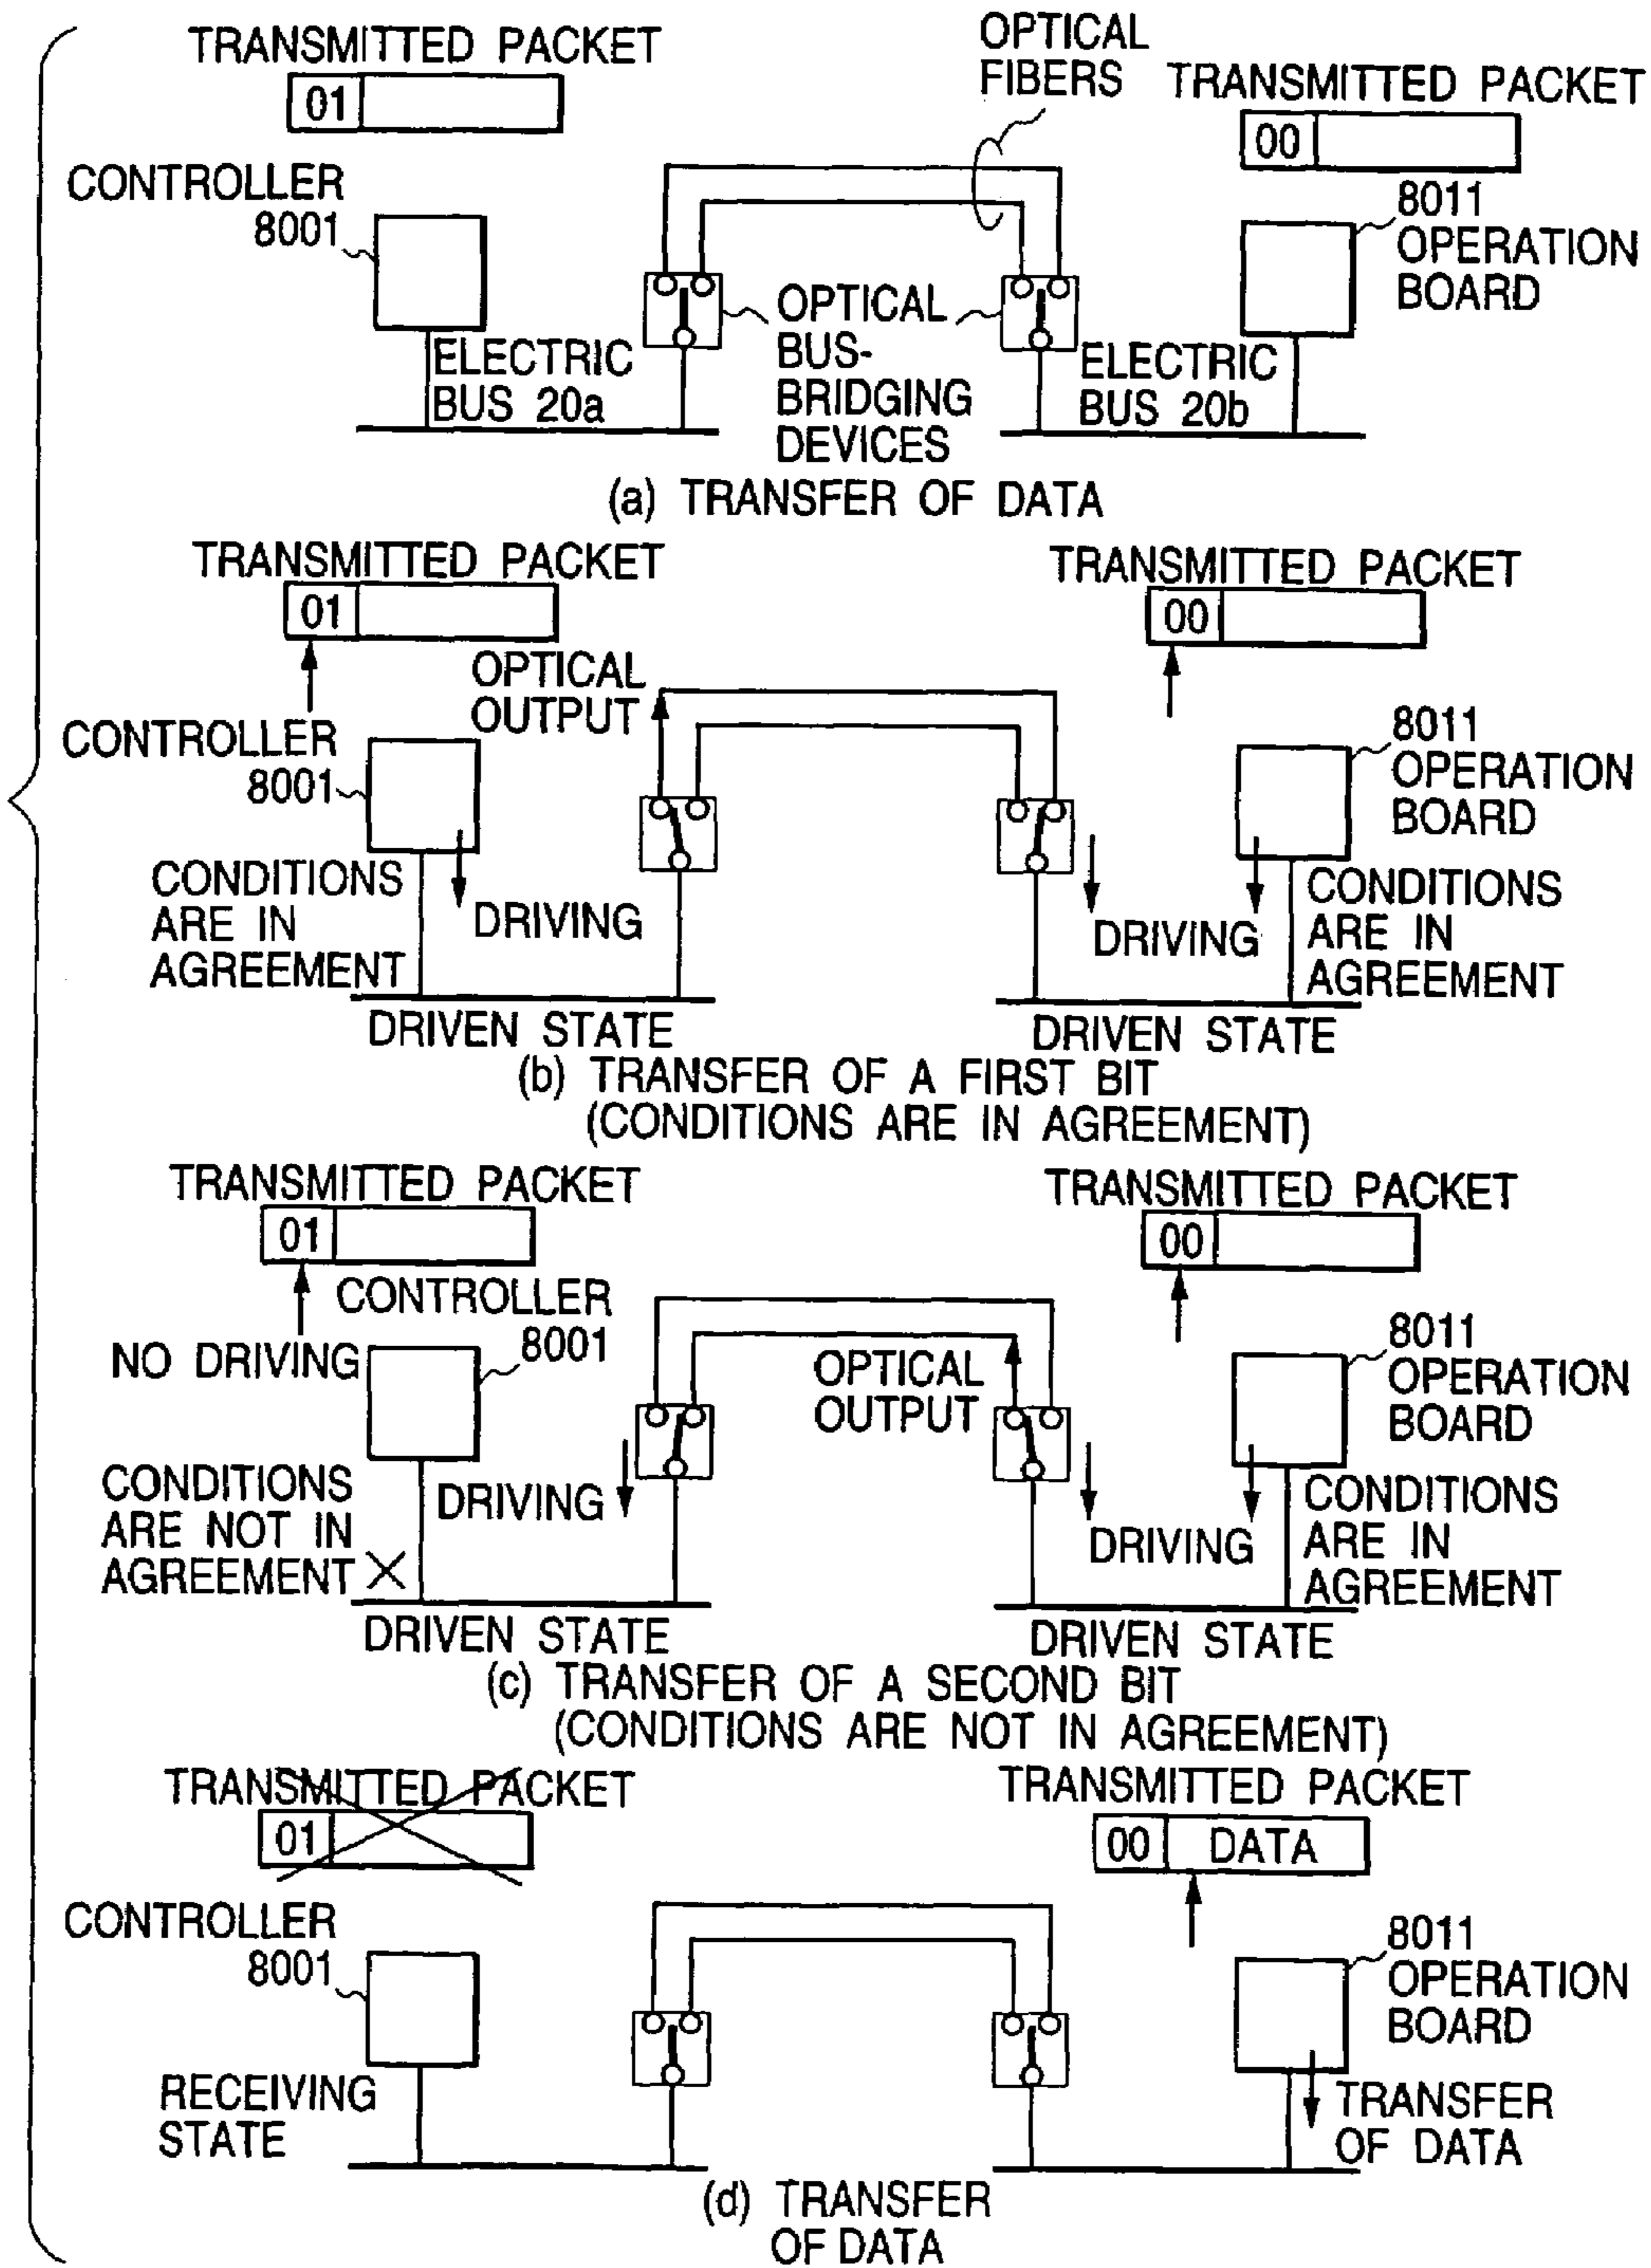 TRANSMITTED PACKET
01
OPTICAL
FIBERS
TRANSMITTED PACKET
00
CONTROLLER
8001
8011
OPERATION
BOARD
ELECTRIC
BUS 20a
OPTICAL
BUS-
BRIDGING
DEVICES
ELECTRIC
BUS 20b
(a) TRANSFER OF DATA
TRANSMITTED PACKET
01
TRANSMITTED PACKET
00
OPTICAL
OUTPUT
CONTROLLER
8001
8011
OPERATION
BOARD
CONDITIONS
ARE IN
AGREEMENT
DRIVING
DRIVING
CONDITIONS
ARE IN
AGREEMENT
DRIVEN STATE
DRIVEN STATE
(b) TRANSFER OF A FIRST BIT
(CONDITIONS ARE IN AGREEMENT)
TRANSMITTED PACKET
01
TRANSMITTED PACKET
00
CONTROLLER
8001
NO DRIVING
OPTICAL
OUTPUT
8011
OPERATION
BOARD
CONDITIONS
ARE NOT IN
AGREEMENT
DRIVING
DRIVING
CONDITIONS
ARE IN
AGREEMENT
DRIVEN STATE
DRIVEN STATE
(c) TRANSFER OF A SECOND BIT
(CONDITIONS ARE NOT IN AGREEMENT)
TRANSMITTED PACKET
01
TRANSMITTED PACKET
00 DATA
CONTROLLER
8001
8011
OPERATION
BOARD
RECEIVING
STATE
TRANSFER
OF DATA
(d) TRANSFER
OF DATA